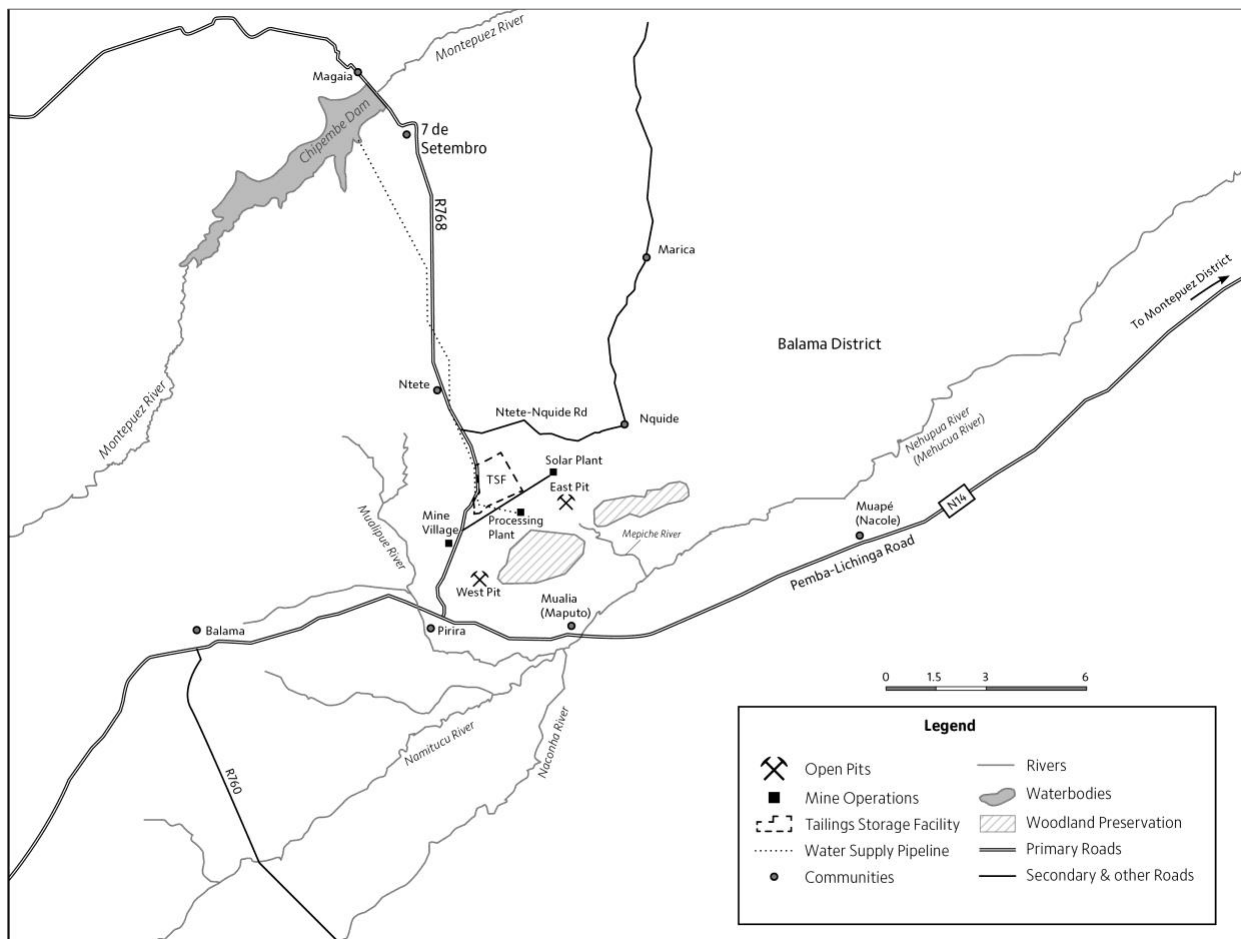 Montepuez River
Magaia
Chipembe Dam
7 de
Setembro
R768
Marica
To Montepuez District
Balama District
Montepuez River
Ntete
Ntete-Nquide Rd
Nquide
Nehupua River
(Mehucua River)
Solar Plant
TSF
East Pit
N14
Muapé
(Nacole)
Mine
Village
Processing
Plant
Mepiche River
Mualipue River
Pemba-Lichinga Road
West Pit
Mualia
(Maputo)
Balama
Pirira
0 1.5 3 6
Namitucu River
Naconha River
R760
Legend
Open Pits
Mine Operations
Tailings Storage Facility
Water Supply Pipeline
Communities
Rivers
Waterbodies
Woodland Preservation
Primary Roads
Secondary & other Roads